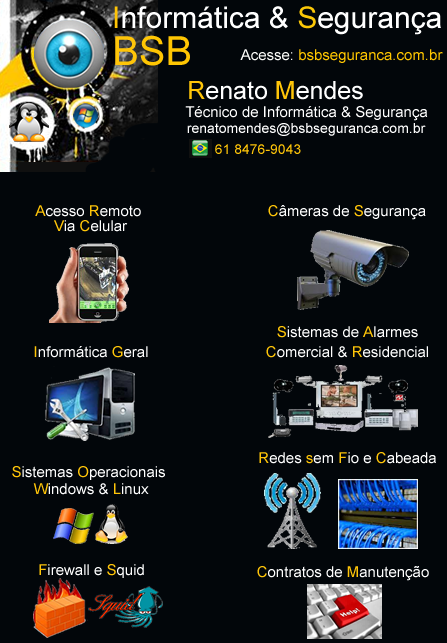 Informática & Segurança
BSB
Acesse: bsbseguranca.com.br
Renato Mendes
Técnico de Informática & Segurança
renatomendes@bsbseguranca.com.br
61 8476-9043
Acesso Remoto
Via Celular
Câmeras de Segurança
Informática Geral
Sistemas de Alarmes
Comercial & Residencial
Sistemas Operacionais
Windows & Linux
Redes sem Fio e Cabeada
Firewall e Squid
Squid
Contratos de Manutenção
Help!